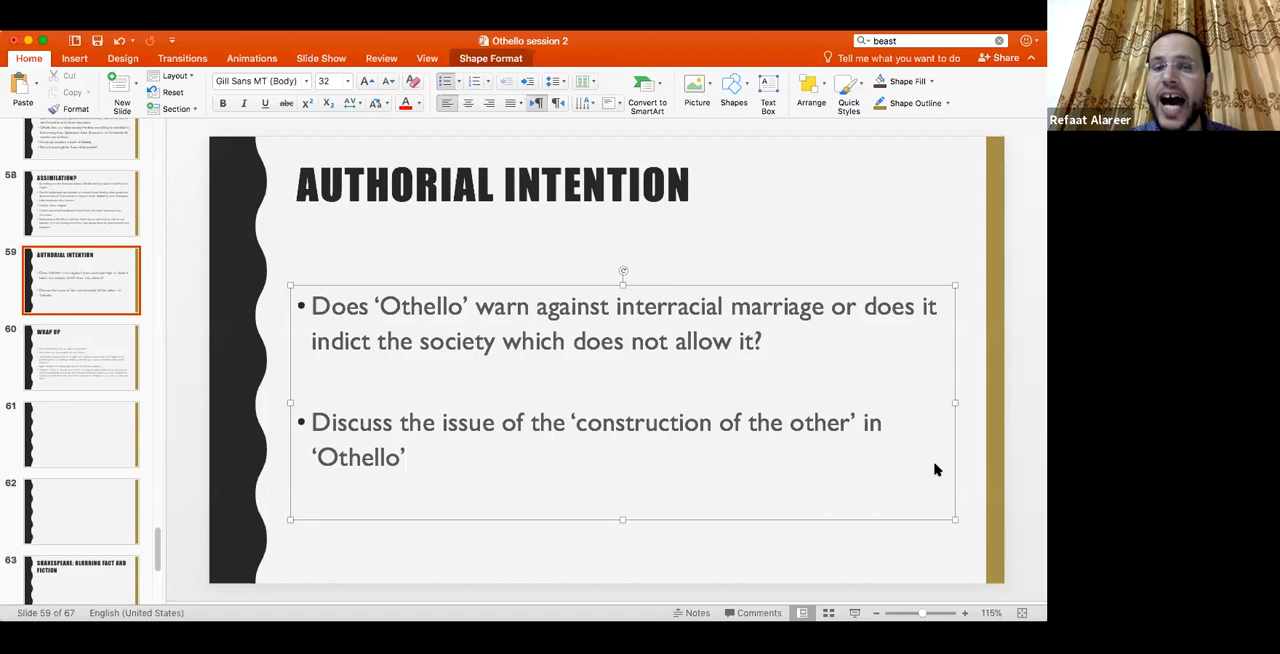 Othello session 2
beast
Home Insert Design Transitions Animations Slide Show Review View Shape Format Tell me what you want to do Share
Paste
Cut
Copy
Format
New Slide
Layout
Reset
Section
Gill Sans MT (Body) 32
Convert to SmartArt
Picture
Shapes
Text Box
Arrange
Quick Styles
Shape Fill
Shape Outline
Refaat Alareer
58
ASSIMILATION?
59
AUTHORIAL INTENTION
60
WRAP UP
61
62
63
SHAKESPEARE: BLURRING FACT AND
FICTION
AUTHORIAL INTENTION
• Does ‘Othello’ warn against interracial marriage or does it
indict the society which does not allow it?
• Discuss the issue of the ‘construction of the other’ in
‘Othello’
Slide 59 of 67 English (United States) Notes Comments 115%